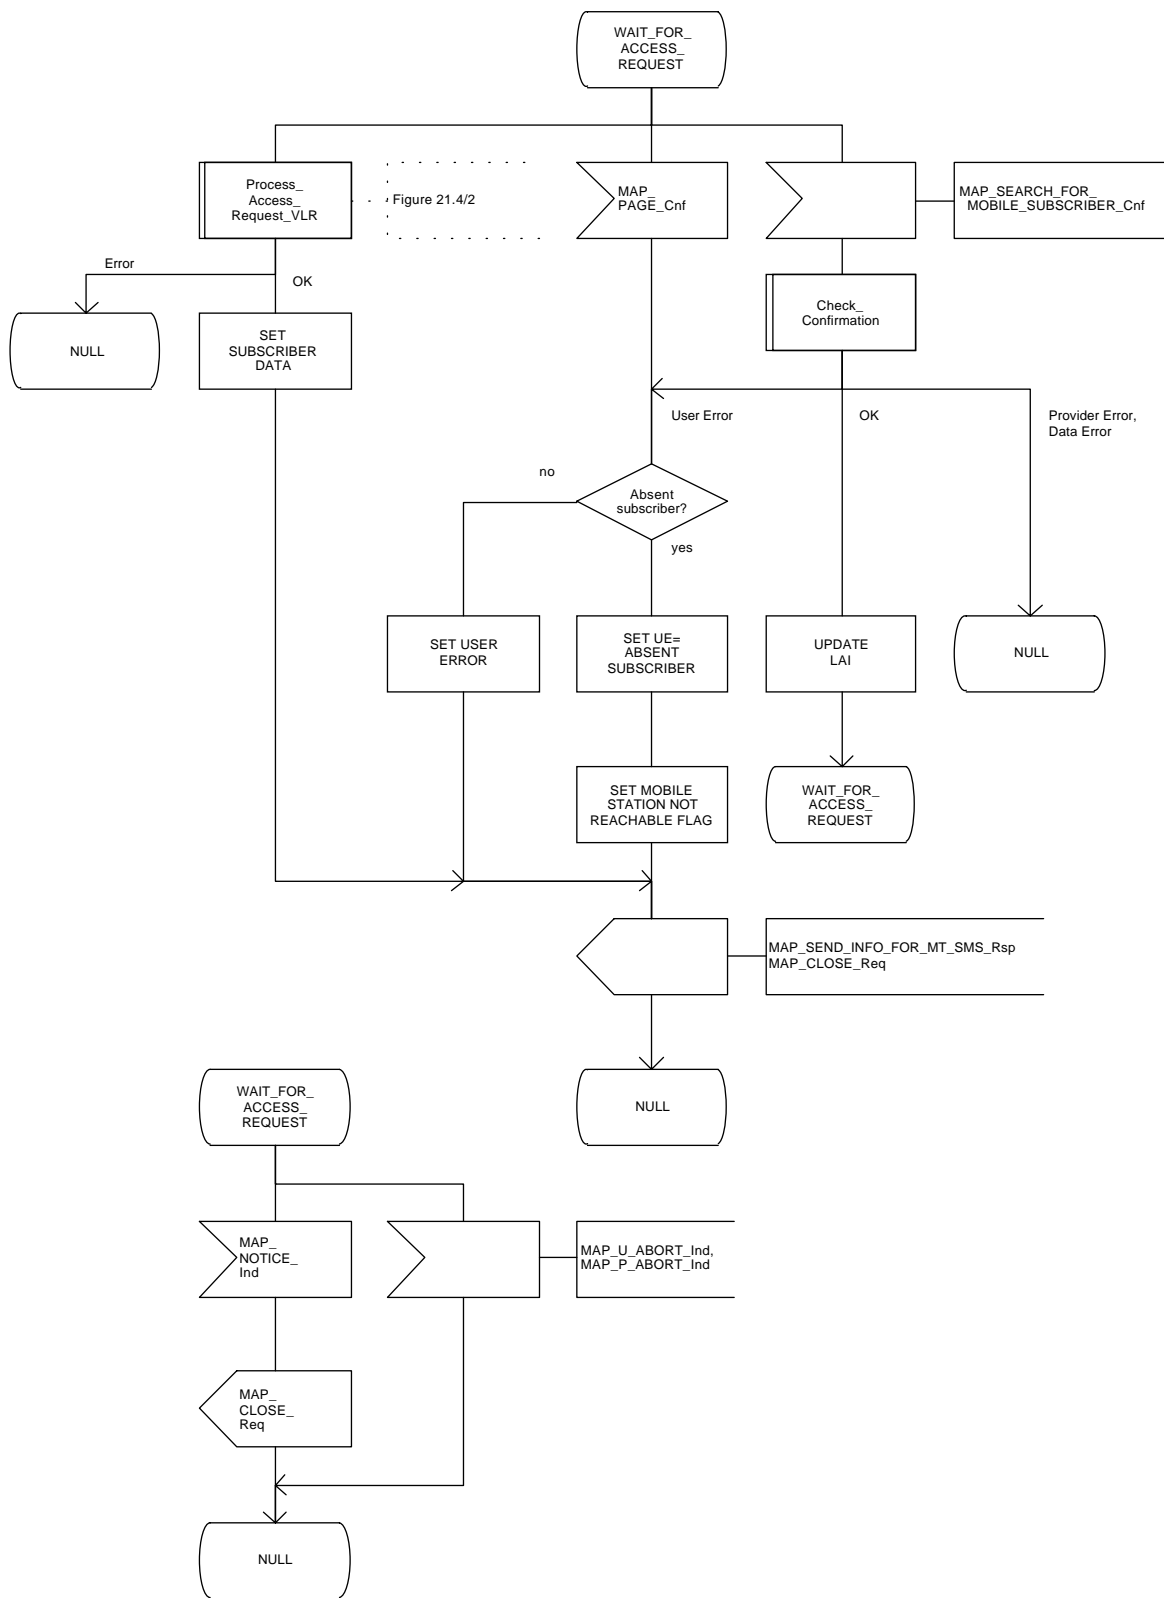 WAIT_FOR_
ACCESS_
REQUEST
Process_
Access_
Request_VLR
Figure 21.4/2
MAP_
PAGE_Cnf
MAP_SEARCH_FOR_
MOBILE_SUBSCRIBER_Cnf
Error
OK
Check_
Confirmation
NULL
SET
SUBSCRIBER
DATA
User Error
OK
Provider Error,
Data Error
no
Absent
subscriber?
yes
SET USER
ERROR
SET UE=
ABSENT
SUBSCRIBER
UPDATE
LAI
NULL
SET MOBILE
STATION NOT
REACHABLE FLAG
WAIT_FOR_
ACCESS_
REQUEST
MAP_SEND_INFO_FOR_MT_SMS_Rsp
MAP_CLOSE_Req
NULL
WAIT_FOR_
ACCESS_
REQUEST
MAP_
NOTICE_
Ind
MAP_U_ABORT_Ind,
MAP_P_ABORT_Ind
MAP_
CLOSE_
Req
NULL